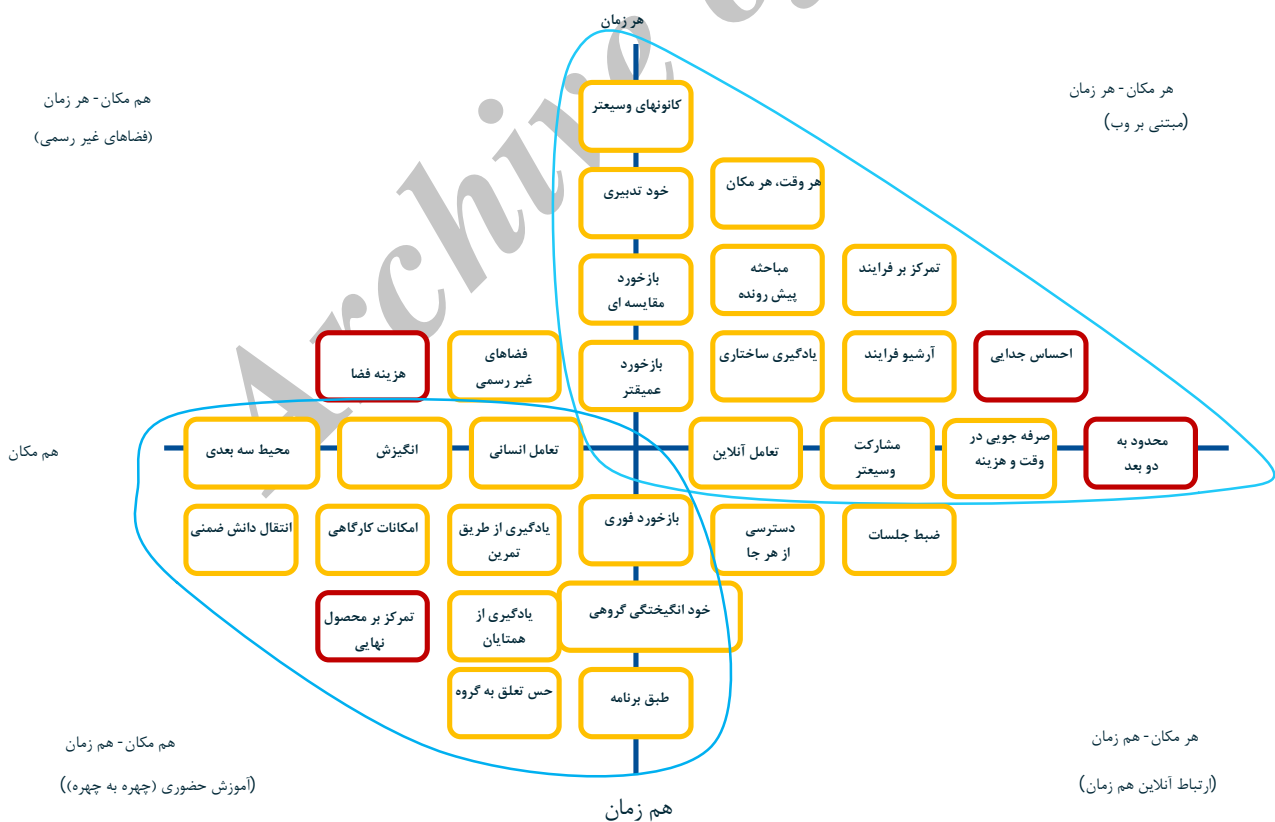 هر زمان
هر مکان - هر زمان
(مبتنی بر وب)
هم مکان - هر زمان
(فضاهای غیر رسمی)
کانونهای وسیعتر
هر وقت، هر مکان
خود تدبیری
تمرکز بر فرایند
مباحثه
پیش رونده
بازخورد
مقایسه ای
احساس جدایی
آرشیو فرایند
یادگیری ساختاری
بازخورد
عمیقتر
فضاهای
غیر رسمی
هزینه فضا
محدود به
دو بعد
صرفه جویی در
وقت و هزینه
مشارکت
وسیعتر
تعامل آنلاین
تعامل انسانی
انگیزش
محیط سه بعدی
هم مکان
ضبط جلسات
دسترسی
از هر جا
بازخورد فوری
یادگیری از طریق
تمرین
امکانات کارگاهی
انتقال دانش ضمنی
خود انگیختگی گروهی
یادگیری از
همتایان
تمرکز بر محصول
نهایی
طبق برنامه
حس تعلق به گروه
هر مکان - هم زمان
(ارتباط آنلاین هم زمان)
هم مکان - هم زمان
(آموزش حضوری (چهره به چهره))
هم زمان
Archive